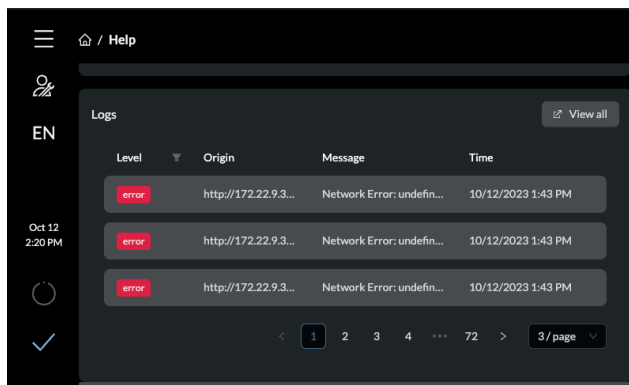 / Help
Logs
View all
EN
Level Origin Message Time
error http://172.22.9.3... Network Error: undefin... 10/12/2023 1:43 PM
error http://172.22.9.3... Network Error: undefin... 10/12/2023 1:43 PM
error http://172.22.9.3... Network Error: undefin... 10/12/2023 1:43 PM
Oct 12
2:20 PM
< 1 2 3 4 ••• 72 > 3 / page